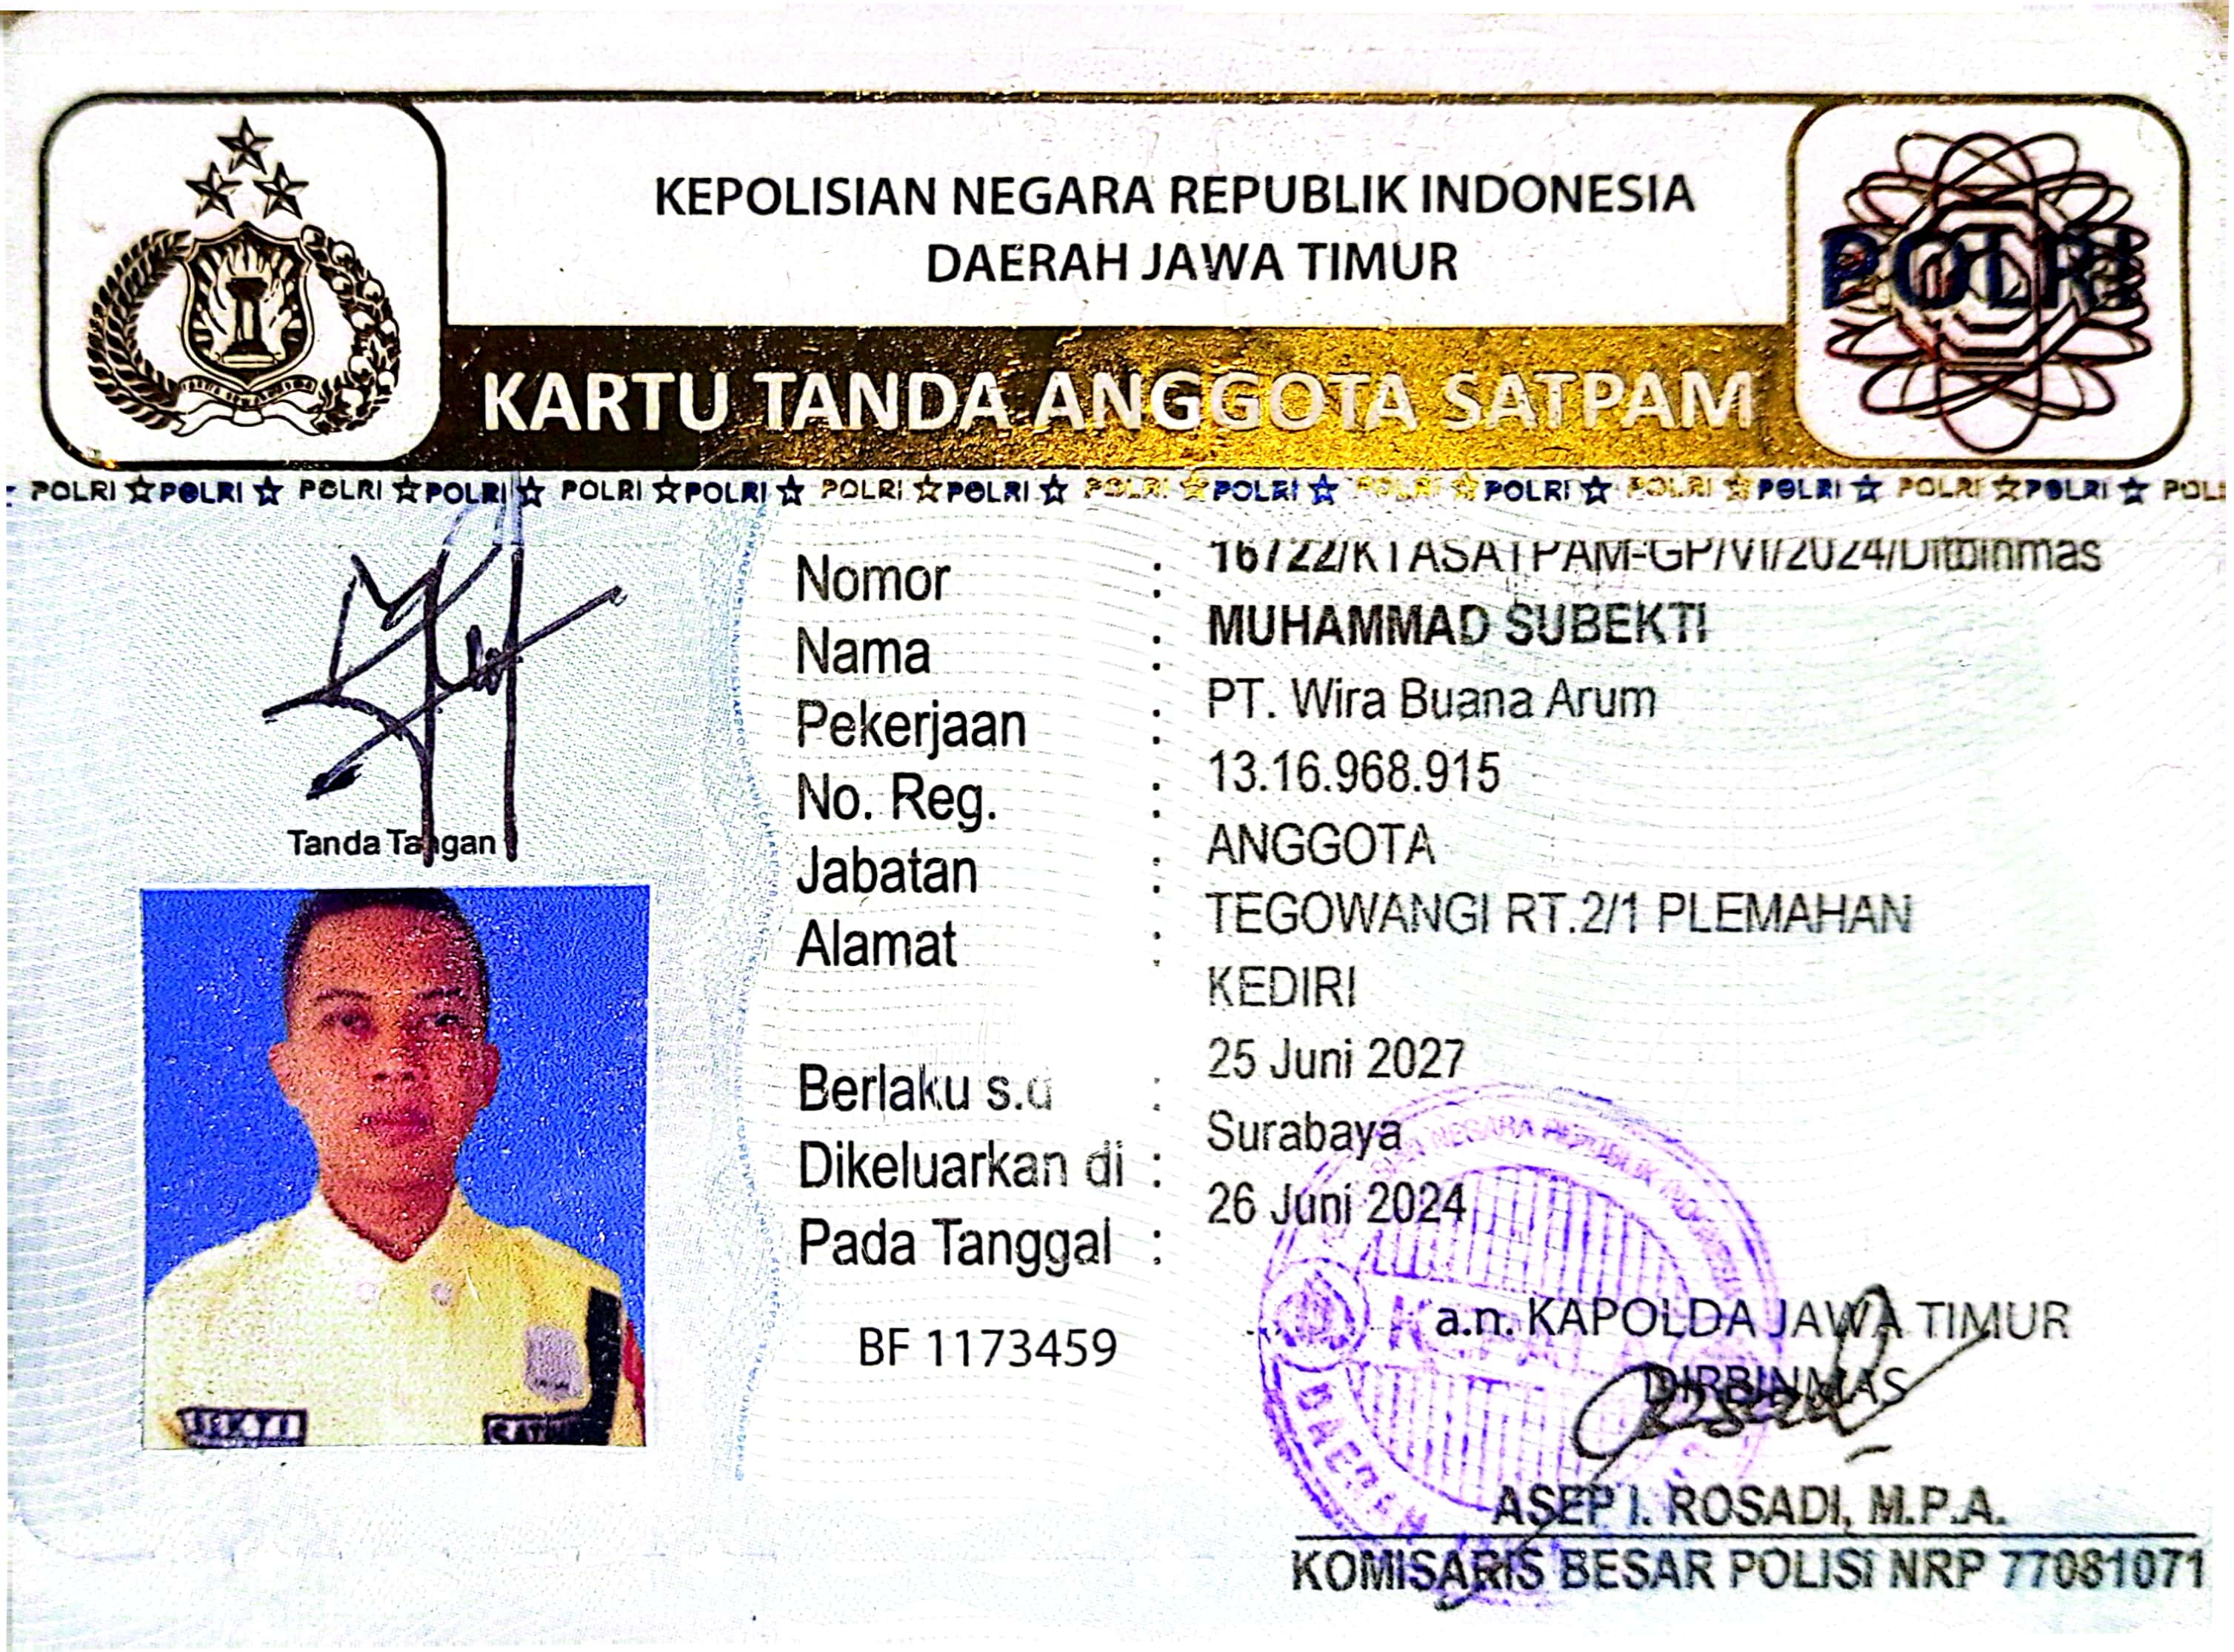 KEPOLISIAN NEGARA REPUBLIK INDONESIA
DAERAH JAWA TIMUR
POLRI
KARTU TANDA ANGGOTA SATPAM
POLRI POLRI POLRI POLRI POLRI POLRI POLRI POLRI POLRI POLRI POLRI POLRI POLRI POLRI POLRI POLRI
Tanda Tangan
Nomor : 16722/KTASATPAM-GP/VI/2024/Ditbinmas
Nama : MUHAMMAD SUBEKTI
Pekerjaan : PT. Wira Buana Arum
No. Reg. : 13.16.968.915
Jabatan : ANGGOTA
Alamat : TEGOWANGI RT.2/1 PLEMAHAN
KEDIRI
Berlaku s.d : 25 Juni 2027
Dikeluarkan di : Surabaya
Pada Tanggal : 26 Juni 2024
BF 1173459
a.n. KAPOLDA JAWA TIMUR
DIRBINMAS
NEGARA REPUBLIK INDONESIA
DAERAH
ASEP I. ROSADI, M.P.A.
KOMISARIS BESAR POLISI NRP 77081071